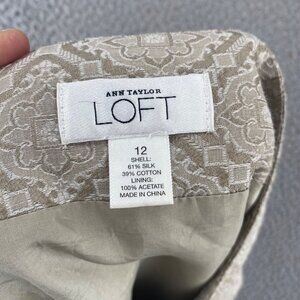 ANN TAYLOR
LOFT
12
SHELL:
61% SILK
39% COTTON
LINING:
100% ACETATE
MADE IN CHINA